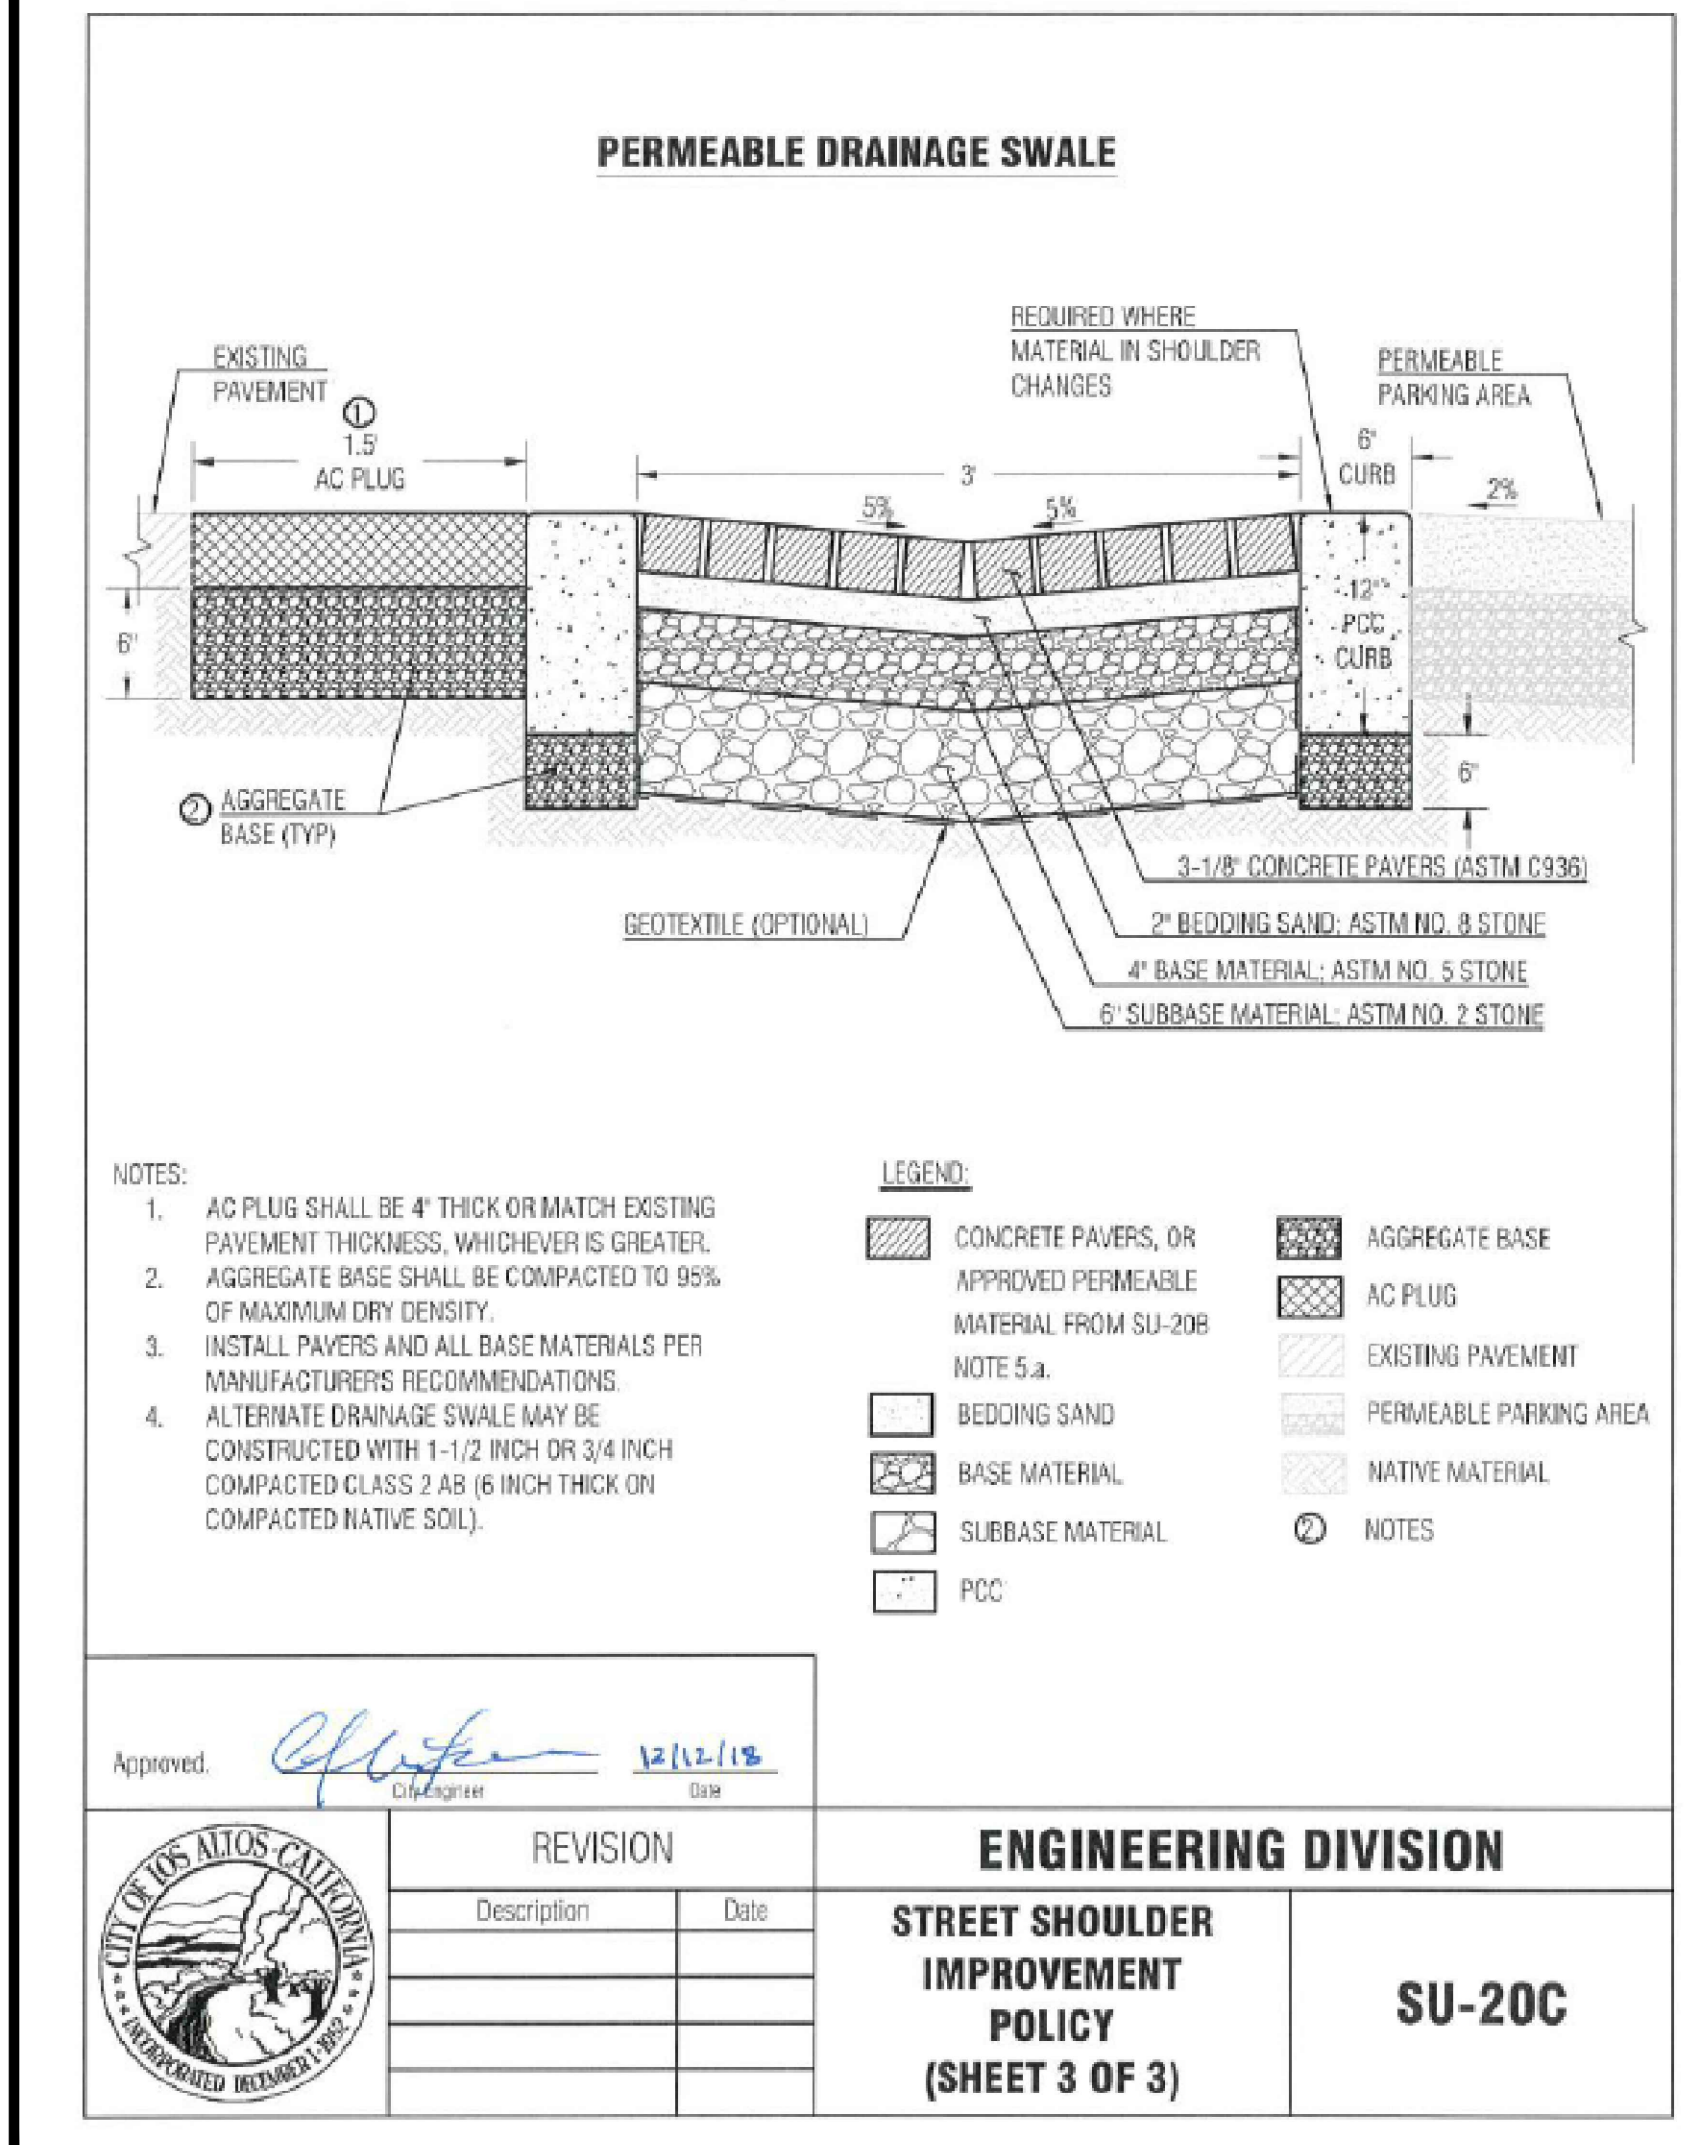 PERMEABLE DRAINAGE SWALE
REQUIRED WHERE
MATERIAL IN SHOULDER
CHANGES
EXISTING
PAVEMENT
PERMEABLE
PARKING AREA
1
1.5'
AC PLUG
3'
6"
CURB
5%
5%
2%
6"
12"
PCC
CURB
6"
2 AGGREGATE
BASE (TYP)
3-1/8" CONCRETE PAVERS (ASTM C936)
GEOTEXTILE (OPTIONAL)
2" BEDDING SAND; ASTM NO. 8 STONE
4" BASE MATERIAL; ASTM NO. 5 STONE
6" SUBBASE MATERIAL; ASTM NO. 2 STONE
NOTES:
1. AC PLUG SHALL BE 4" THICK OR MATCH EXISTING
PAVEMENT THICKNESS, WHICHEVER IS GREATER.
2. AGGREGATE BASE SHALL BE COMPACTED TO 95%
OF MAXIMUM DRY DENSITY.
3. INSTALL PAVERS AND ALL BASE MATERIALS PER
MANUFACTURER'S RECOMMENDATIONS.
4. ALTERNATE DRAINAGE SWALE MAY BE
CONSTRUCTED WITH 1-1/2 INCH OR 3/4 INCH
COMPACTED CLASS 2 AB (6 INCH THICK ON
COMPACTED NATIVE SOIL).
LEGEND:
CONCRETE PAVERS, OR
APPROVED PERMEABLE
MATERIAL FROM SU-20B
NOTE 5.a.
BEDDING SAND
BASE MATERIAL
SUBBASE MATERIAL
PCC
AGGREGATE BASE
AC PLUG
EXISTING PAVEMENT
PERMEABLE PARKING AREA
NATIVE MATERIAL
2 NOTES
Approved.
12/12/18
City Engineer
Date
CITY OF LOS ALTOS-CALIFORNIA
INCORPORATED DECEMBER 1-1952
REVISION
Description
Date
ENGINEERING DIVISION
STREET SHOULDER
IMPROVEMENT
POLICY
(SHEET 3 OF 3)
SU-20C